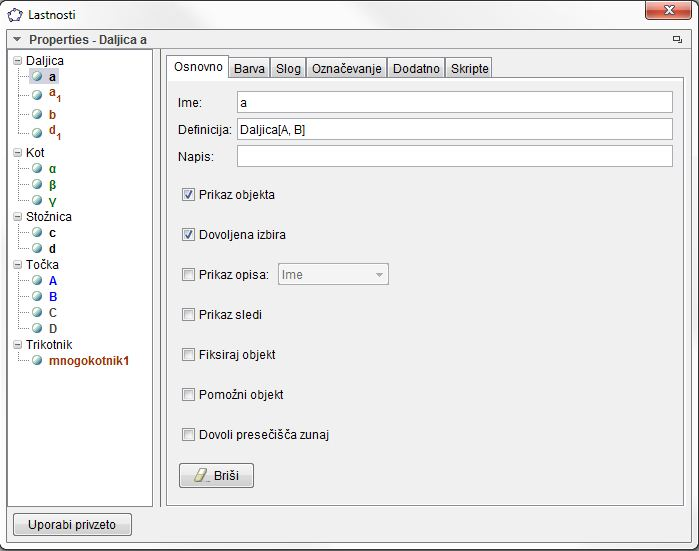 Lastnosti
Properties - Daljica a
Daljica
a
a1
b
d1
Kot
α
β
γ
Stožnica
c
d
Točka
A
B
C
D
Trikotnik
mnogokotnik1
Osnovno Barva Slog Označevanje Dodatno Skripte
Ime: a
Definicija: Daljica[A, B]
Napis:
Prikaz objekta
Dovoljena izbira
Prikaz opisa: Ime
Prikaz sledi
Fiksiraj objekt
Pomožni objekt
Dovoli presečišča zunaj
Briši
Uporabi privzeto